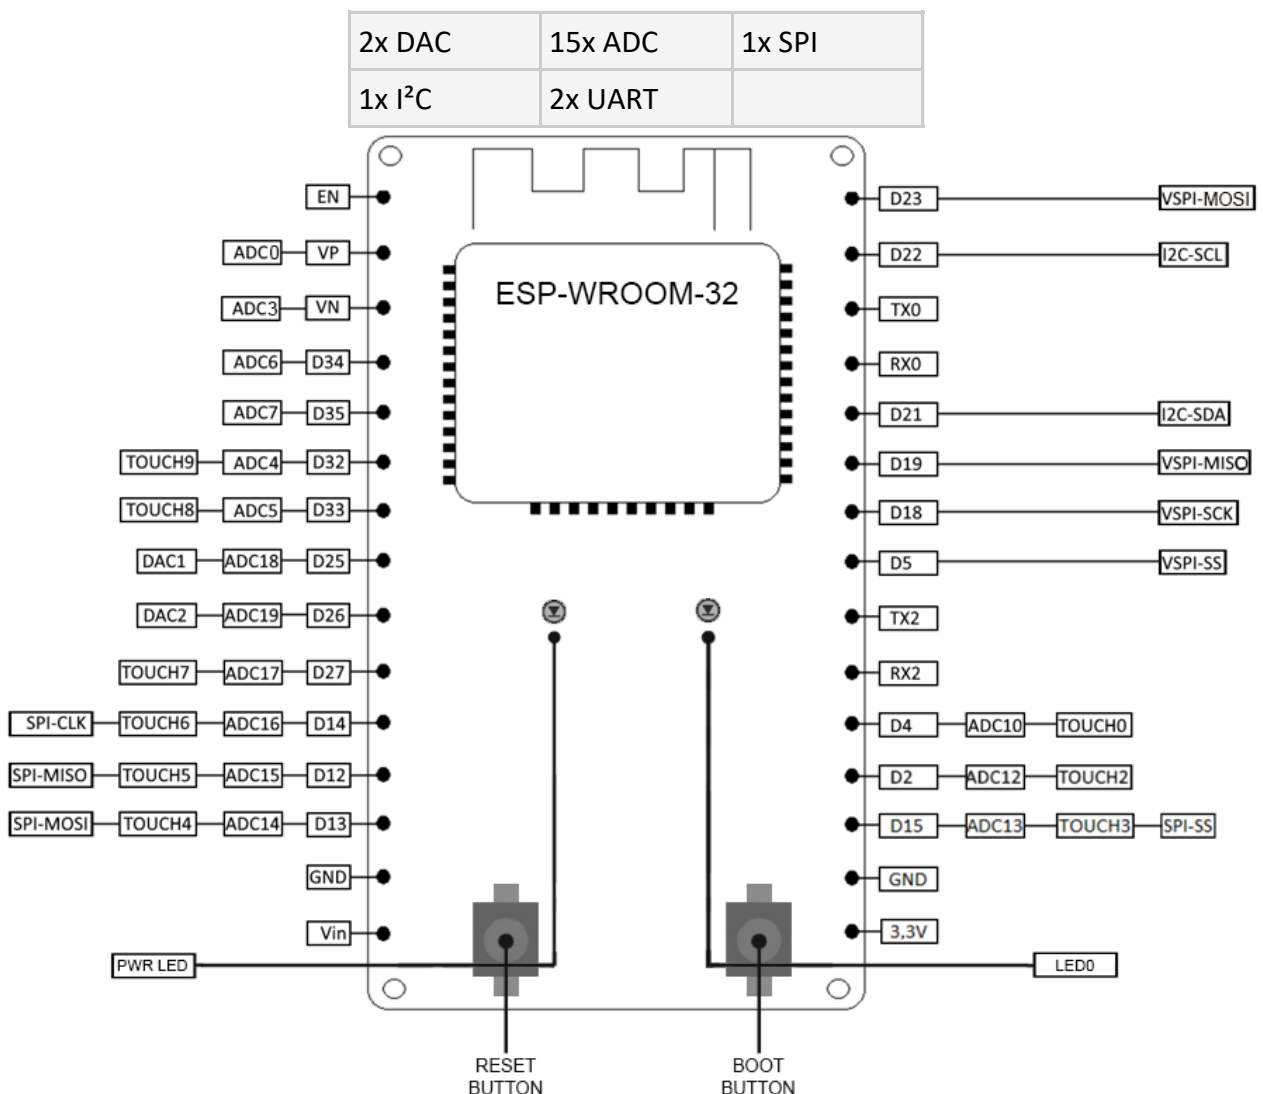 2x DAC 15x ADC 1x SPI
1x I²C 2x UART
ESP-WROOM-32
EN D23 VSPI-MOSI
ADC0 VP D22 I2C-SCL
ADC3 VN TX0
ADC6 D34 RX0
ADC7 D35 D21 I2C-SDA
TOUCH9 ADC4 D32 D19 VSPI-MISO
TOUCH8 ADC5 D33 D18 VSPI-SCK
DAC1 ADC18 D25 D5 VSPI-SS
DAC2 ADC19 D26 TX2
TOUCH7 ADC17 D27 RX2
SPI-CLK TOUCH6 ADC16 D14 D4 ADC10 TOUCH0
SPI-MISO TOUCH5 ADC15 D12 D2 ADC12 TOUCH2
SPI-MOSI TOUCH4 ADC14 D13 D15 ADC13 TOUCH3 SPI-SS
GND GND
Vin 3,3V
PWR LED LED0
RESET BOOT
BUTTON BUTTON